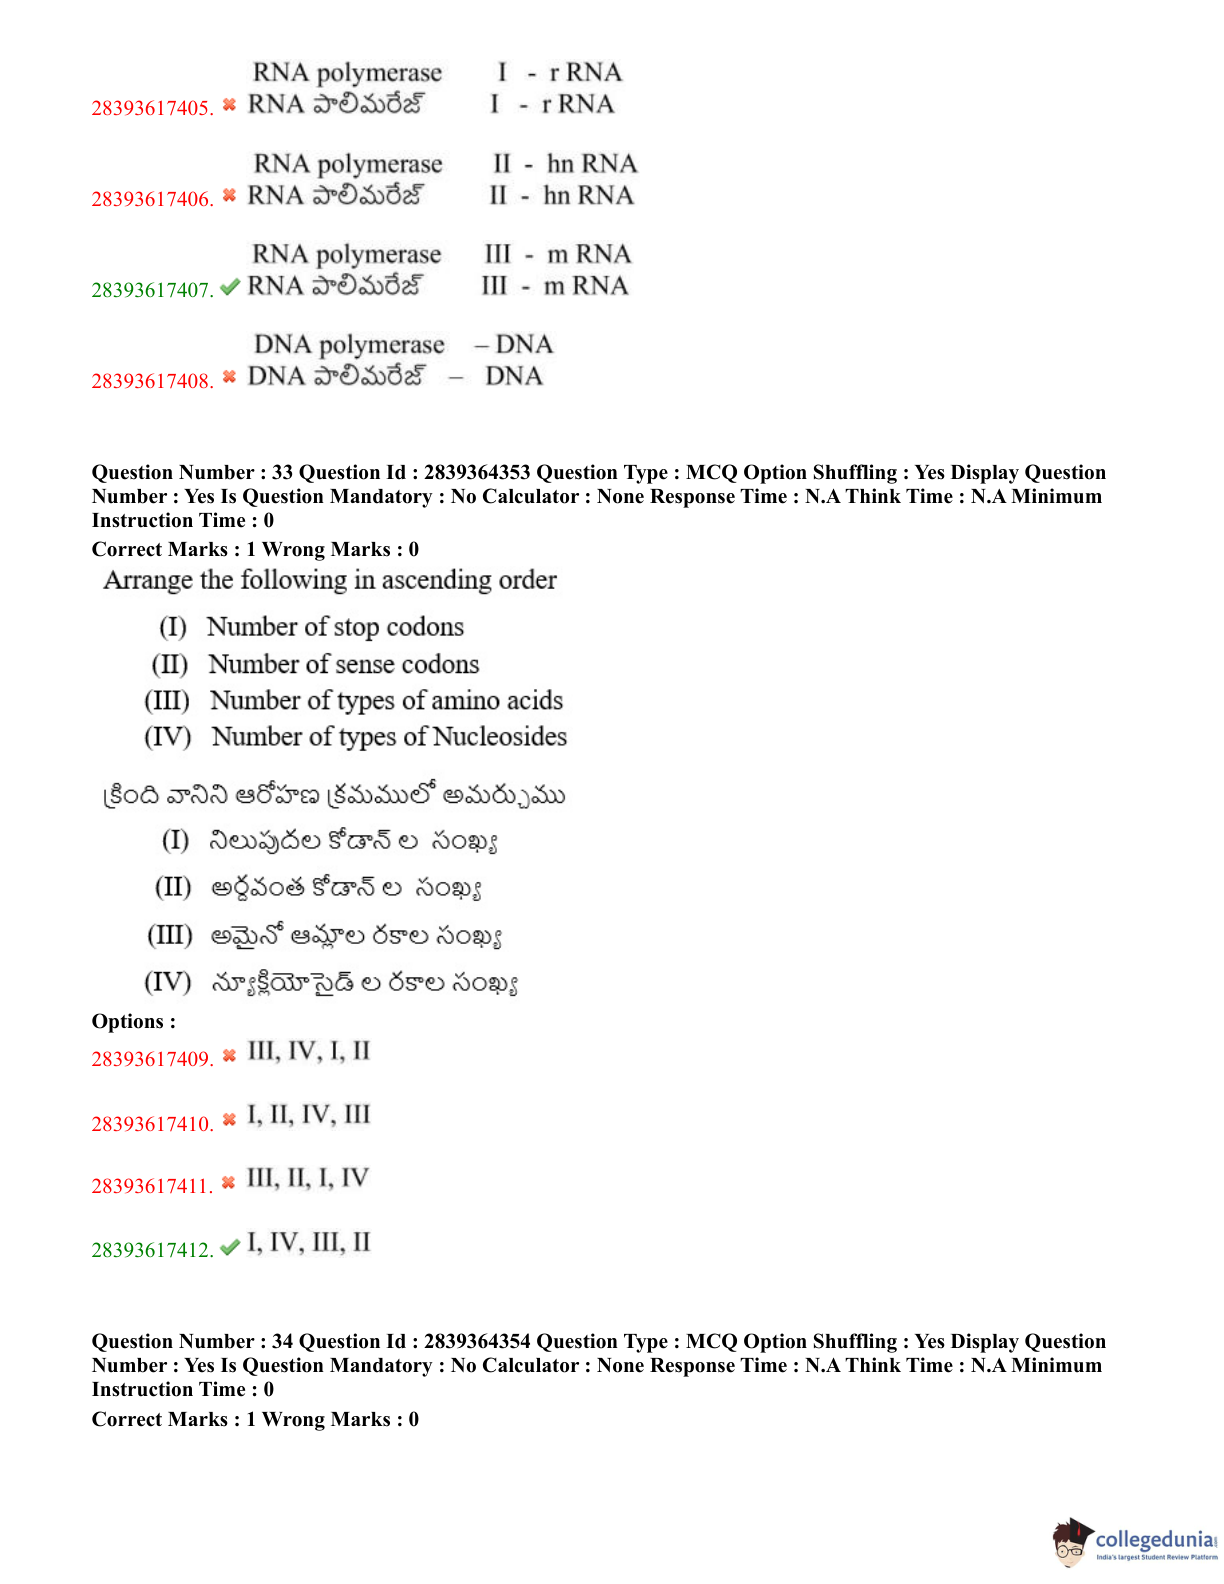 RNA polymerase I - r RNA
28393617405. RNA పాలిమరేజ్ I - r RNA
RNA polymerase II - hn RNA
28393617406. RNA పాలిమరేజ్ II - hn RNA
RNA polymerase III - m RNA
28393617407. RNA పాలిమరేజ్ III - m RNA
DNA polymerase – DNA
28393617408. DNA పాలిమరేజ్ – DNA
Question Number : 33 Question Id : 2839364353 Question Type : MCQ Option Shuffling : Yes Display Question
Number : Yes Is Question Mandatory : No Calculator : None Response Time : N.A Think Time : N.A Minimum
Instruction Time : 0
Correct Marks : 1 Wrong Marks : 0
Arrange the following in ascending order
(I) Number of stop codons
(II) Number of sense codons
(III) Number of types of amino acids
(IV) Number of types of Nucleosides
క్రింది వానిని ఆరోహణ క్రమములో అమర్చుము
(I) నిలుపుదల కోడాన్ ల సంఖ్య
(II) అర్దవంత కోడాన్ ల సంఖ్య
(III) అమైనో ఆమ్లాల రకాల సంఖ్య
(IV) న్యూక్లియోసైడ్ ల రకాల సంఖ్య
Options :
28393617409. III, IV, I, II
28393617410. I, II, IV, III
28393617411. III, II, I, IV
28393617412. I, IV, III, II
Question Number : 34 Question Id : 2839364354 Question Type : MCQ Option Shuffling : Yes Display Question
Number : Yes Is Question Mandatory : No Calculator : None Response Time : N.A Think Time : N.A Minimum
Instruction Time : 0
Correct Marks : 1 Wrong Marks : 0
collegedunia
India's largest Student Review Platform